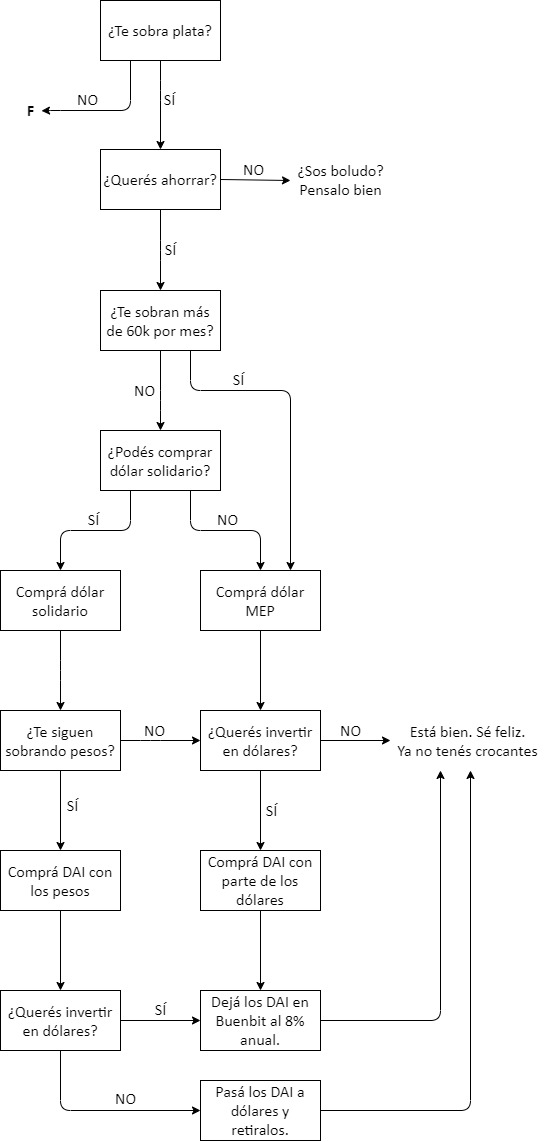 ¿Te sobra plata?
NO
SÍ
F
¿Querés ahorrar?
NO
¿Sos boludo?
Pensalo bien
SÍ
¿Te sobran más
de 60k por mes?
NO
SÍ
¿Podés comprar
dólar solidario?
SÍ
NO
Comprá dólar
solidario
Comprá dólar
MEP
¿Te siguen
sobrando pesos?
NO
¿Querés invertir
en dólares?
NO
Está bien. Sé feliz.
Ya no tenés crocantes
SÍ
SÍ
Comprá DAI con
los pesos
Comprá DAI con
parte de los
dólares
¿Querés invertir
en dólares?
SÍ
Dejá los DAI en
Buenbit al 8%
anual.
NO
Pasá los DAI a
dólares y
retiralos.